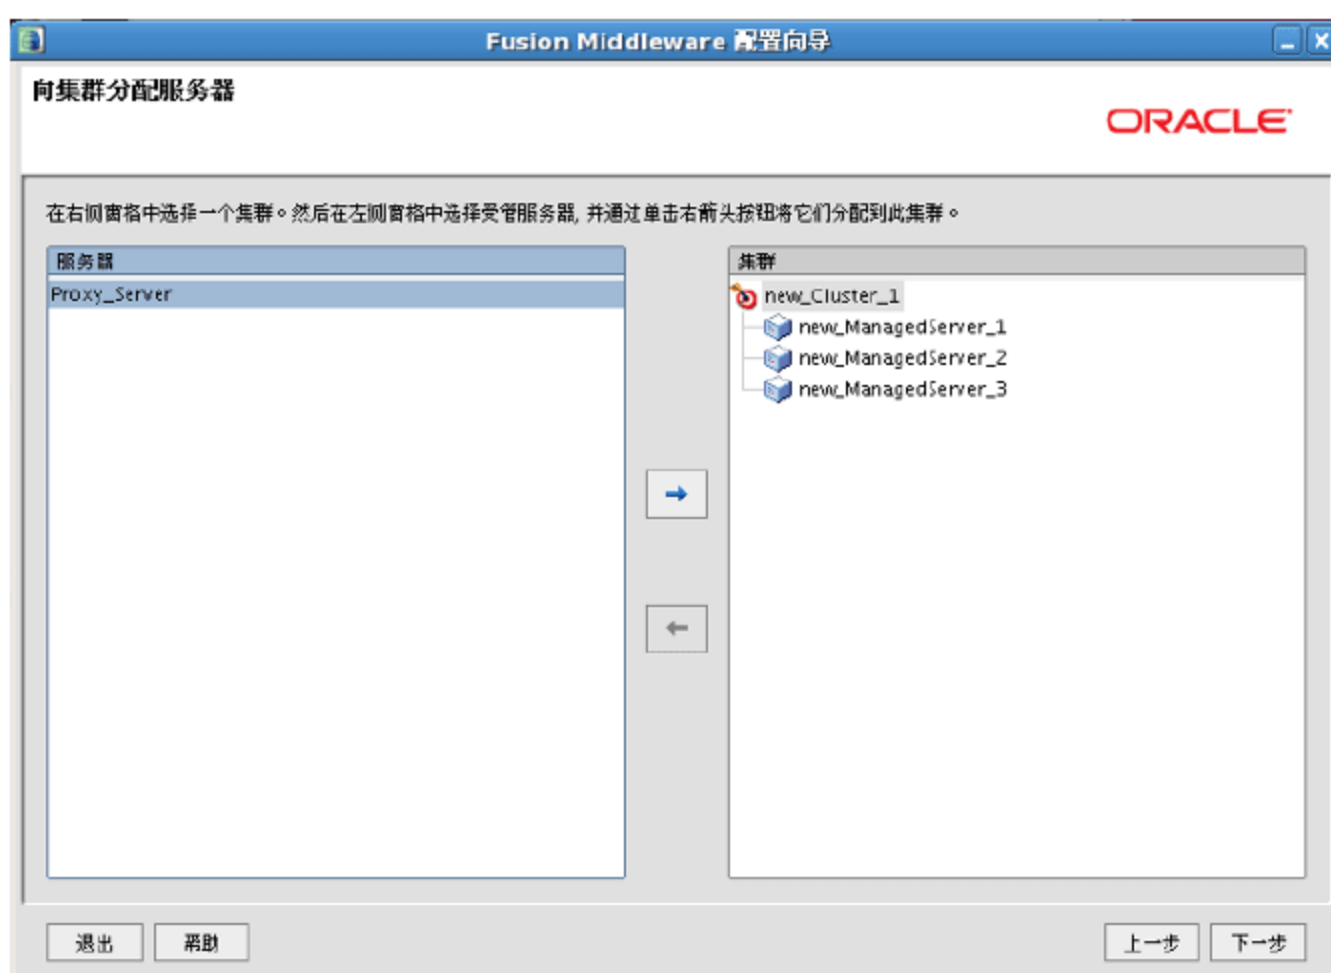 Fusion Middleware 配置向导
向集群分配服务器
ORACLE
在右侧窗格中选择一个集群。然后在左侧窗格中选择受管服务器, 并通过单击右箭头按钮将它们分配到此集群。
服务器
Proxy_Server
集群
new_Cluster_1
new_ManagedServer_1
new_ManagedServer_2
new_ManagedServer_3
退出 帮助 上一步 下一步